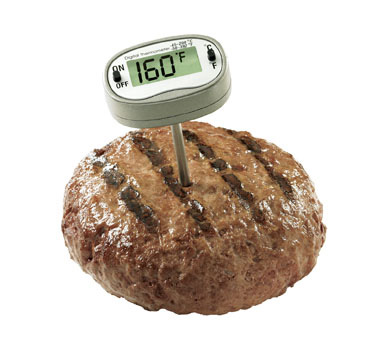 Digital thermometer
ON
OFF
160°F
°C
°F